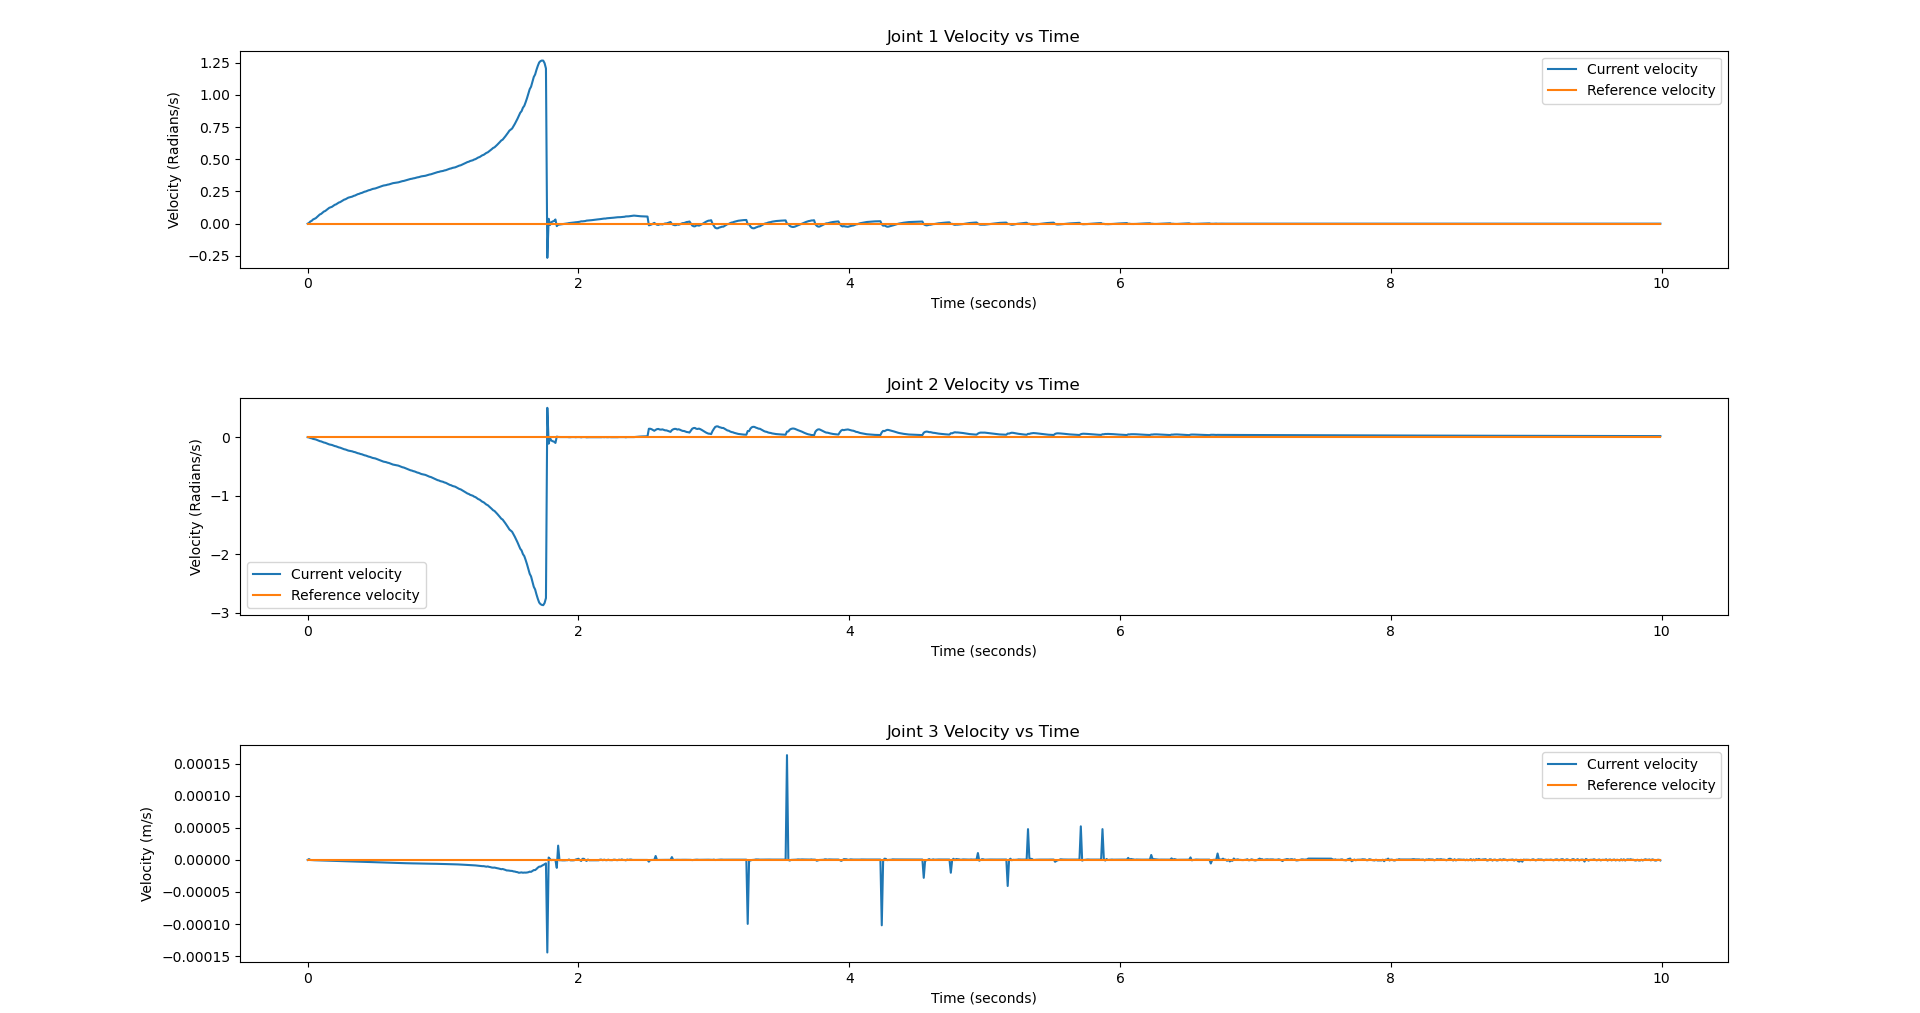 Joint 1 Velocity vs Time
Velocity (Radians/s)
1.25
1.00
0.75
0.50
0.25
0.00
−0.25
Current velocity
Reference velocity
0 2 4 6 8 10
Time (seconds)
Joint 2 Velocity vs Time
Velocity (Radians/s)
0
−1
−2
−3
Current velocity
Reference velocity
0 2 4 6 8 10
Time (seconds)
Joint 3 Velocity vs Time
Velocity (m/s)
0.00015
0.00010
0.00005
0.00000
−0.00005
−0.00010
−0.00015
Current velocity
Reference velocity
0 2 4 6 8 10
Time (seconds)